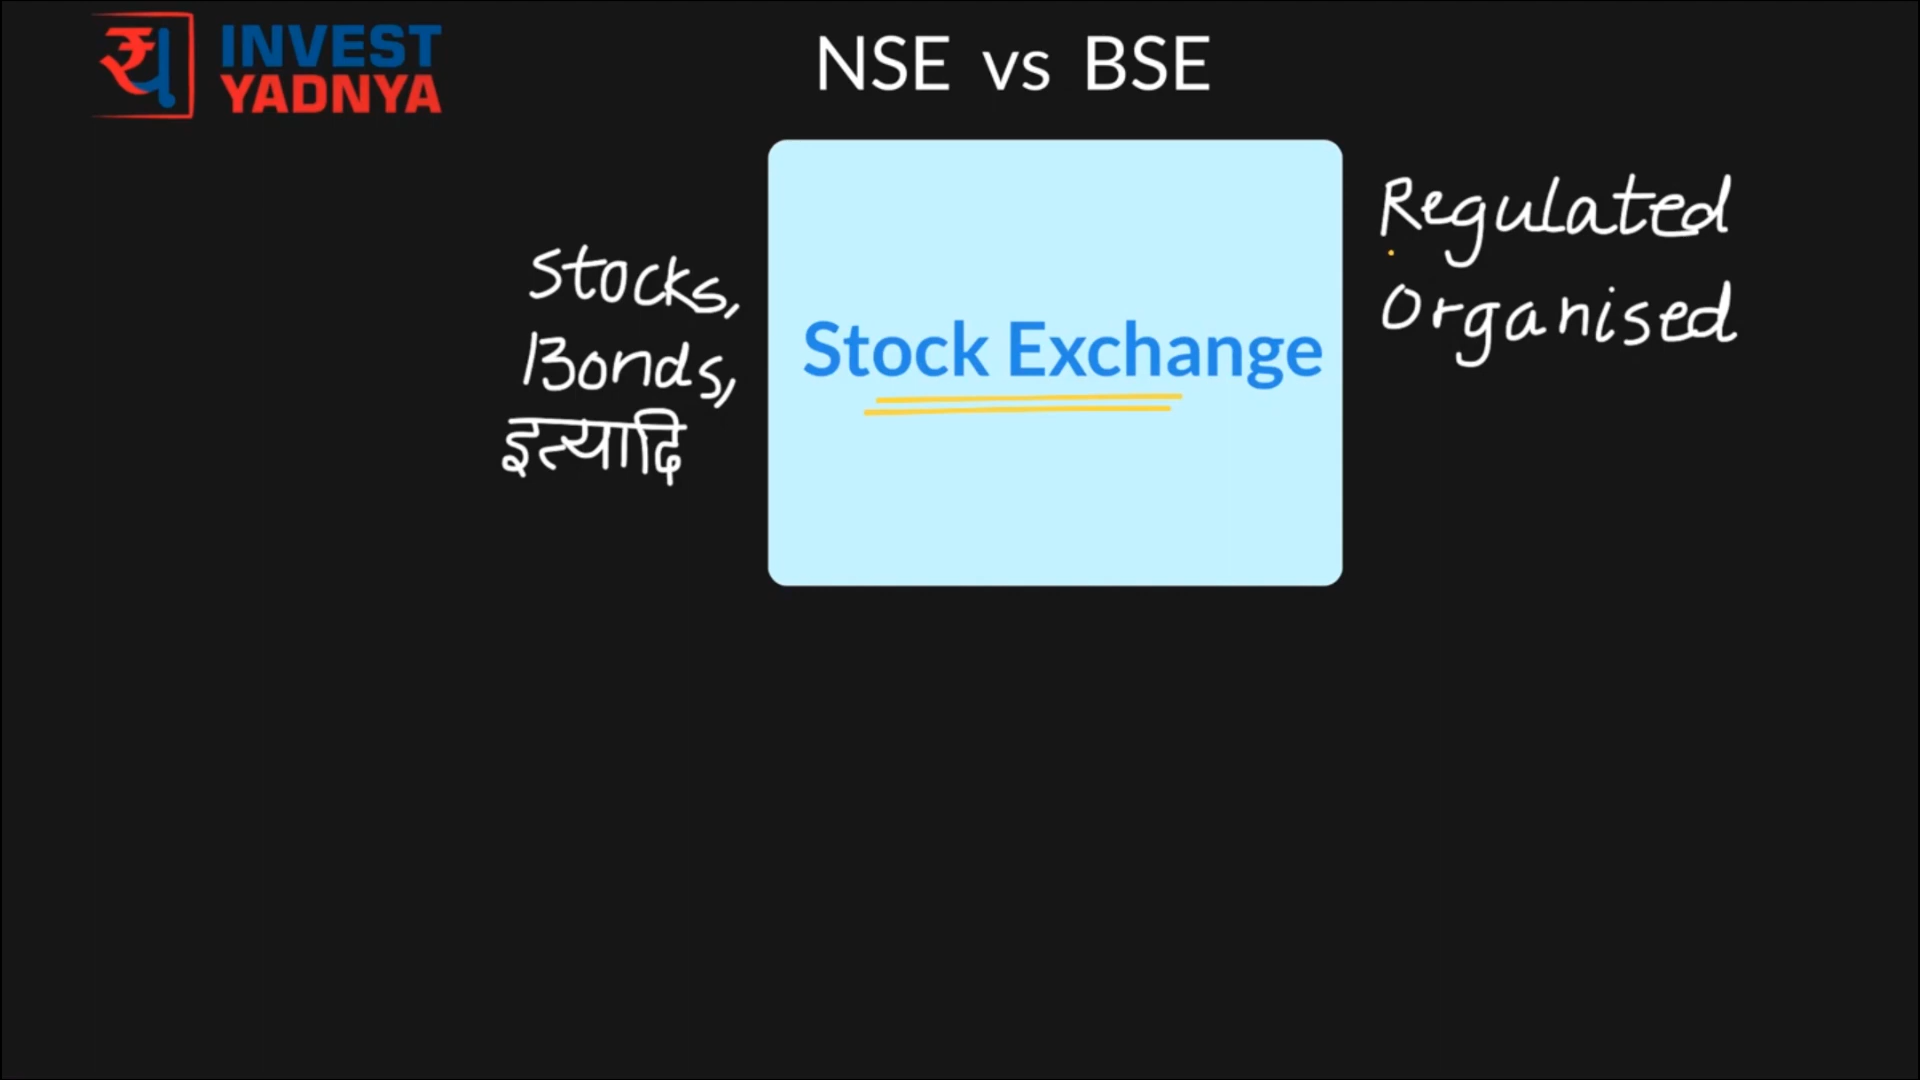 INVEST
YADNYA
NSE vs BSE
Stocks,
Bonds,
इत्यादि
Stock Exchange
Regulated
Organised